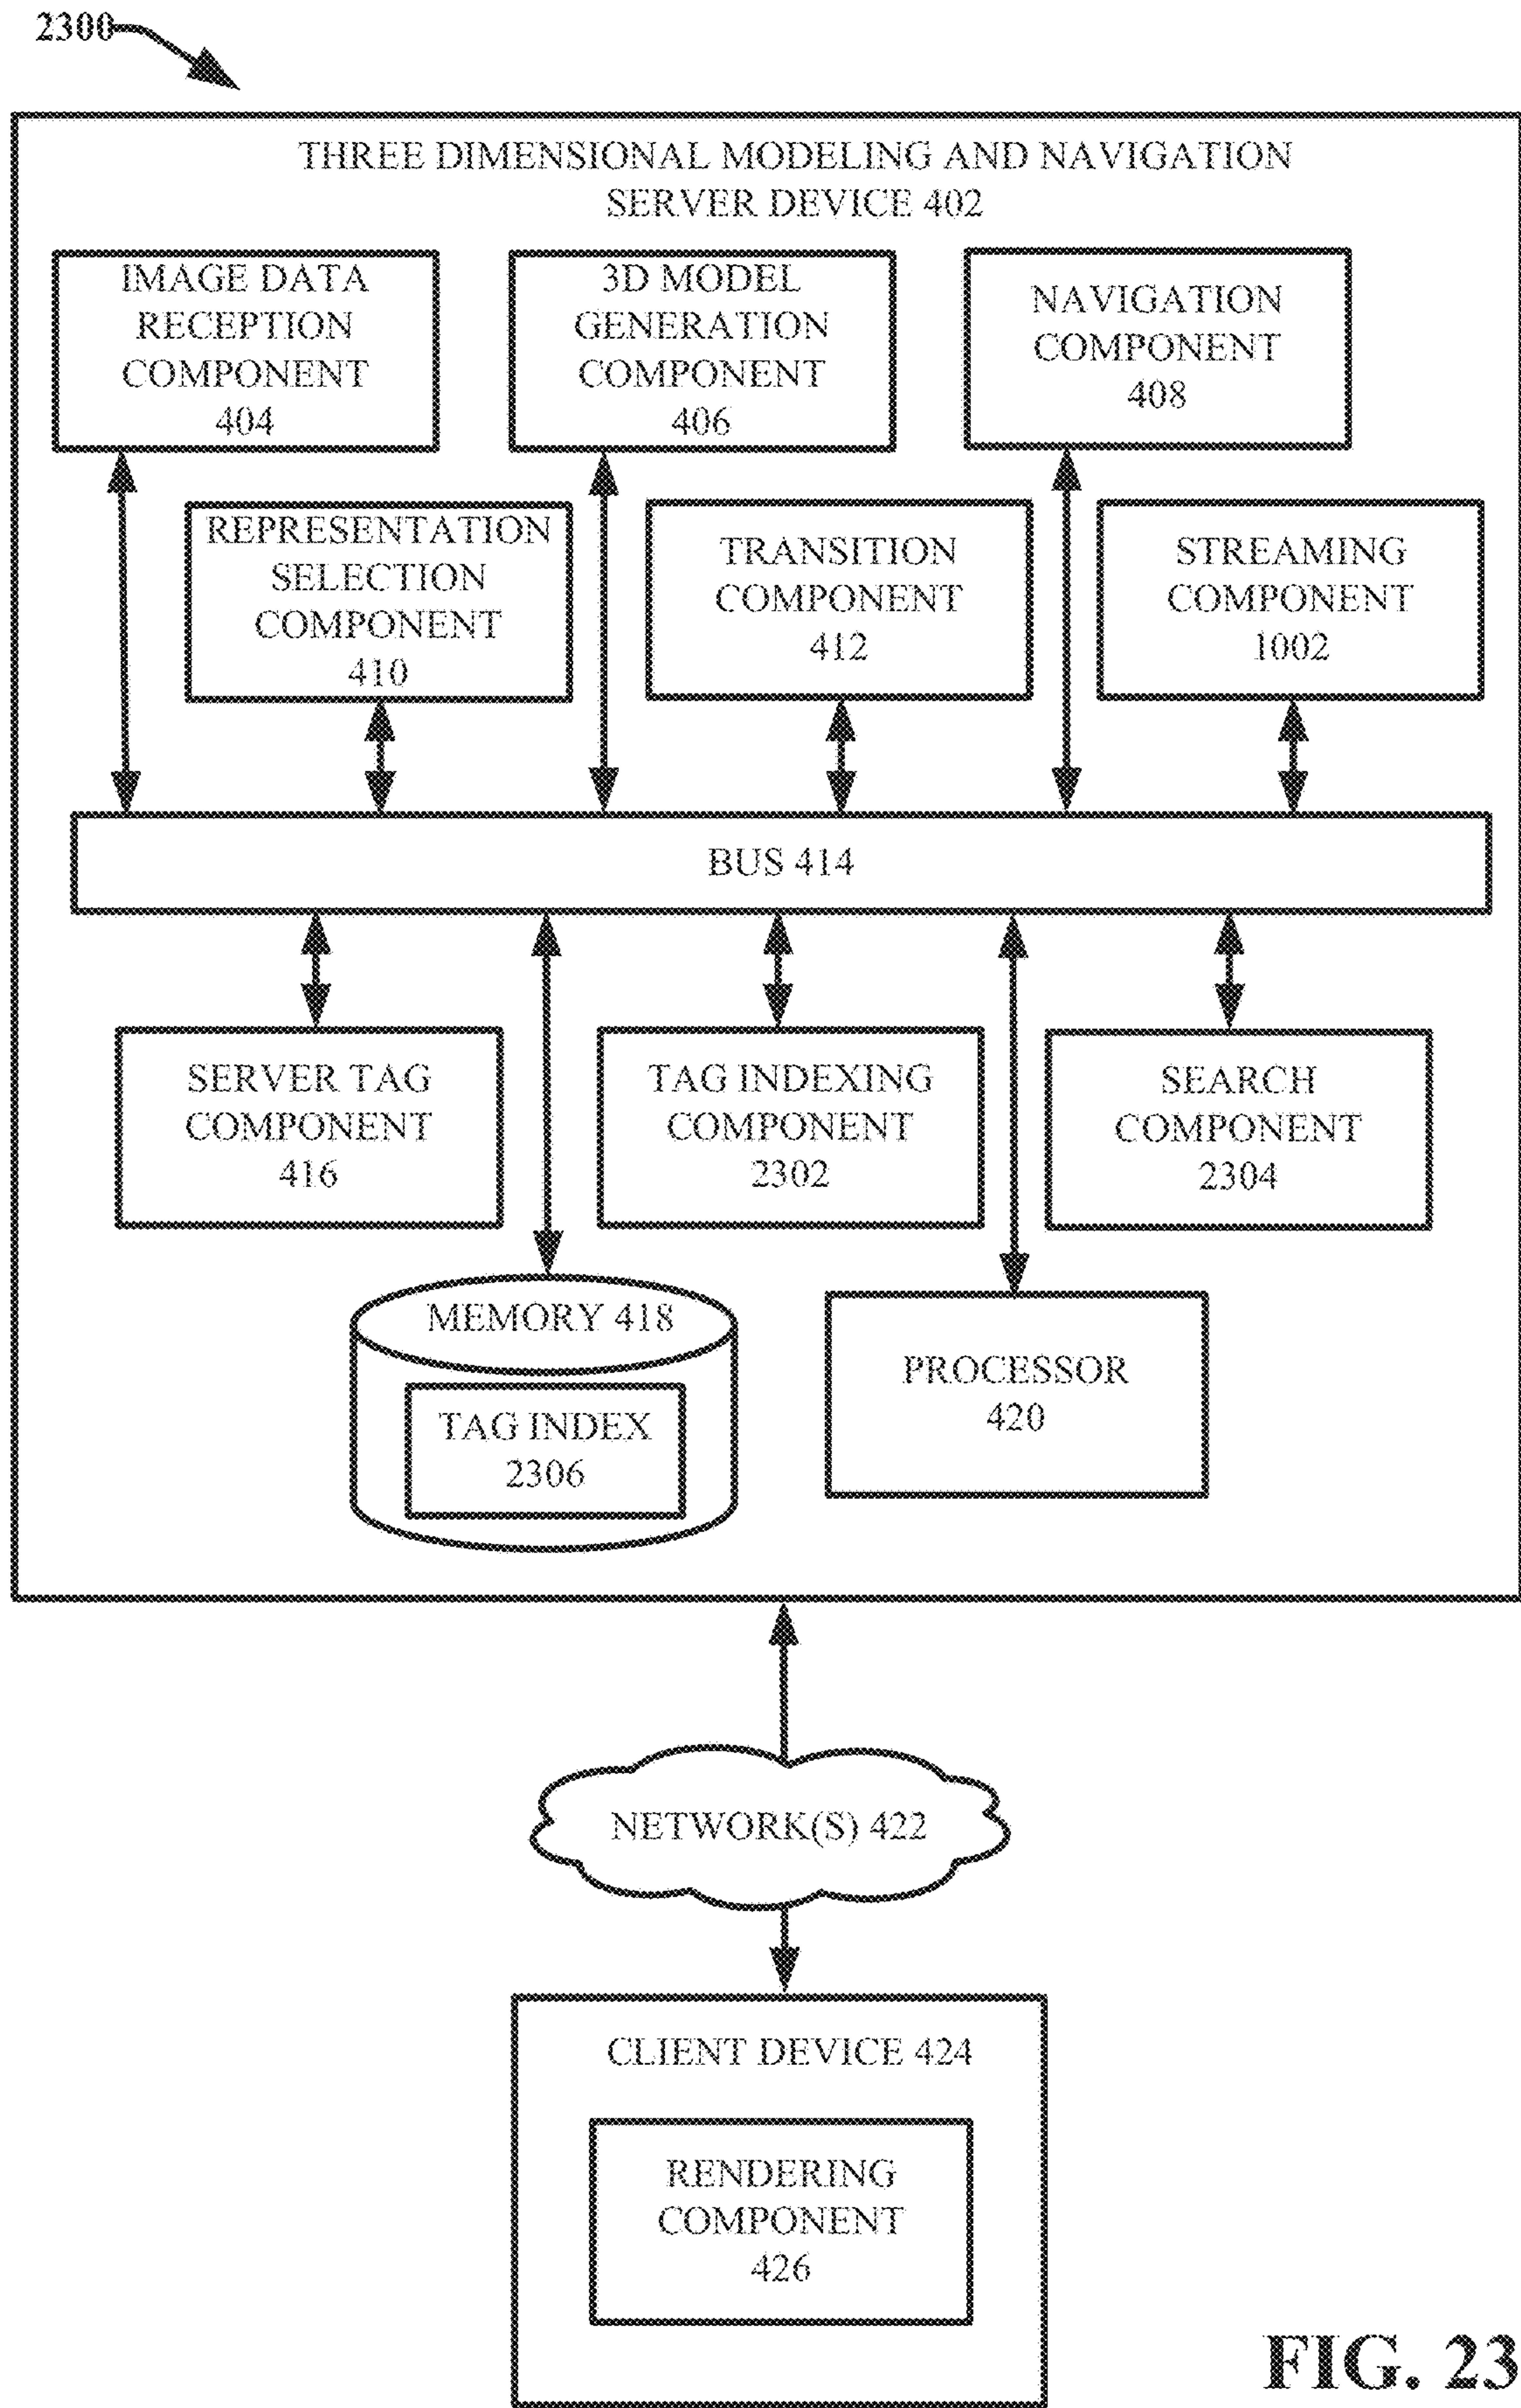 2300
THREE DIMENSIONAL MODELING AND NAVIGATION
SERVER DEVICE 402
IMAGE DATA
RECEPTION
COMPONENT
404
3D MODEL
GENERATION
COMPONENT
406
NAVIGATION
COMPONENT
408
REPRESENTATION
SELECTION
COMPONENT
410
TRANSITION
COMPONENT
412
STREAMING
COMPONENT
1002
BUS 414
SERVER TAG
COMPONENT
416
TAG INDEXING
COMPONENT
2302
SEARCH
COMPONENT
2304
MEMORY 418
TAG INDEX
2306
PROCESSOR
420
NETWORK(S) 422
CLIENT DEVICE 424
RENDERING
COMPONENT
426
FIG. 23